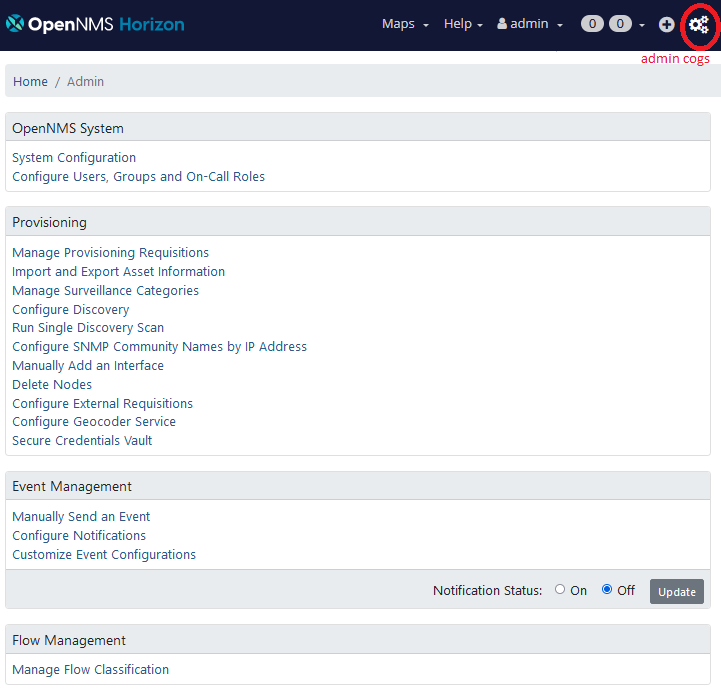 OpenNMS Horizon
Maps Help admin 0 0
admin cogs
Home / Admin
OpenNMS System
System Configuration
Configure Users, Groups and On-Call Roles
Provisioning
Manage Provisioning Requisitions
Import and Export Asset Information
Manage Surveillance Categories
Configure Discovery
Run Single Discovery Scan
Configure SNMP Community Names by IP Address
Manually Add an Interface
Delete Nodes
Configure External Requisitions
Configure Geocoder Service
Secure Credentials Vault
Event Management
Manually Send an Event
Configure Notifications
Customize Event Configurations
Notification Status: On Off Update
Flow Management
Manage Flow Classification